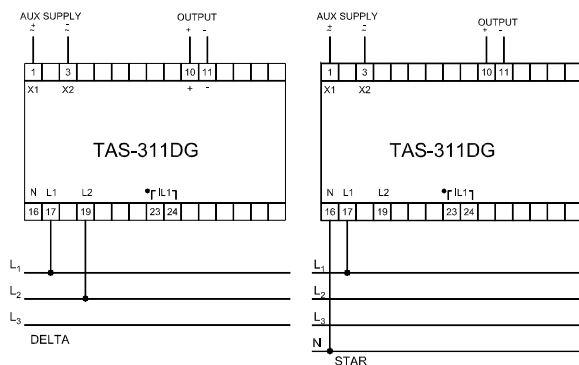 AUX SUPPLY OUTPUT AUX SUPPLY OUTPUT
+ - + - + - + -
~ ~ ~ ~
1 3 10 11 1 3 10 11
X1 X2 + - X1 X2
TAS-311DG TAS-311DG
N L1 L2 IL1 N L1 L2 IL1
16 17 19 23 24 16 17 19 23 24
L1 L1
L2 L2
L3 L3
DELTA N
STAR